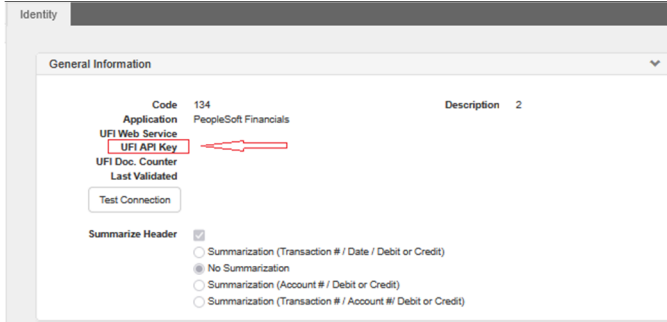 Identity
General Information
Code 134 Description 2
Application PeopleSoft Financials
UFI Web Service
UFI API Key
UFI Doc. Counter
Last Validated
Test Connection
Summarize Header
Summarization (Transaction # / Date / Debit or Credit)
No Summarization
Summarization (Account # / Debit or Credit)
Summarization (Transaction # / Account #/ Debit or Credit)